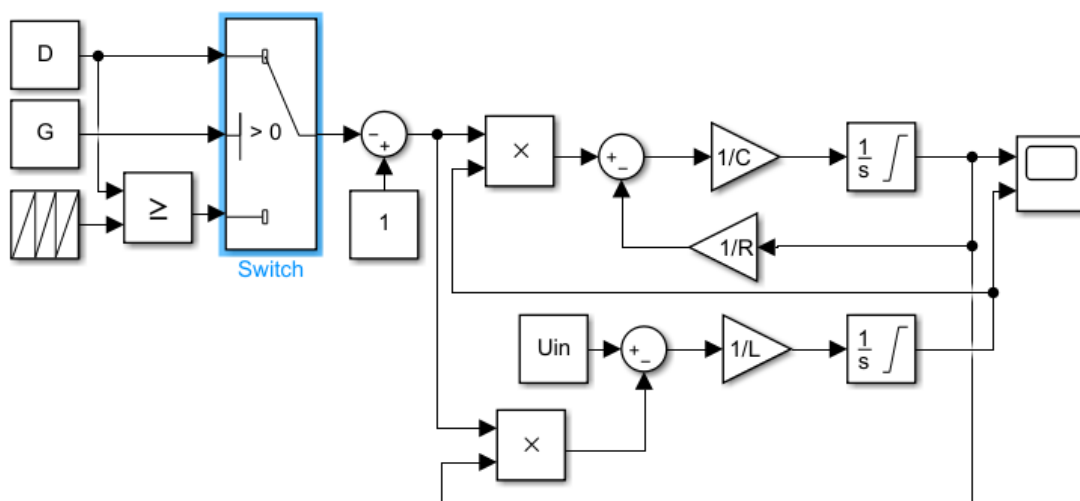 D
G
≥
> 0
Switch
− +
1
×
+ −
1/C
1
s
1/R
Uin
+ −
1/L
1
s
×